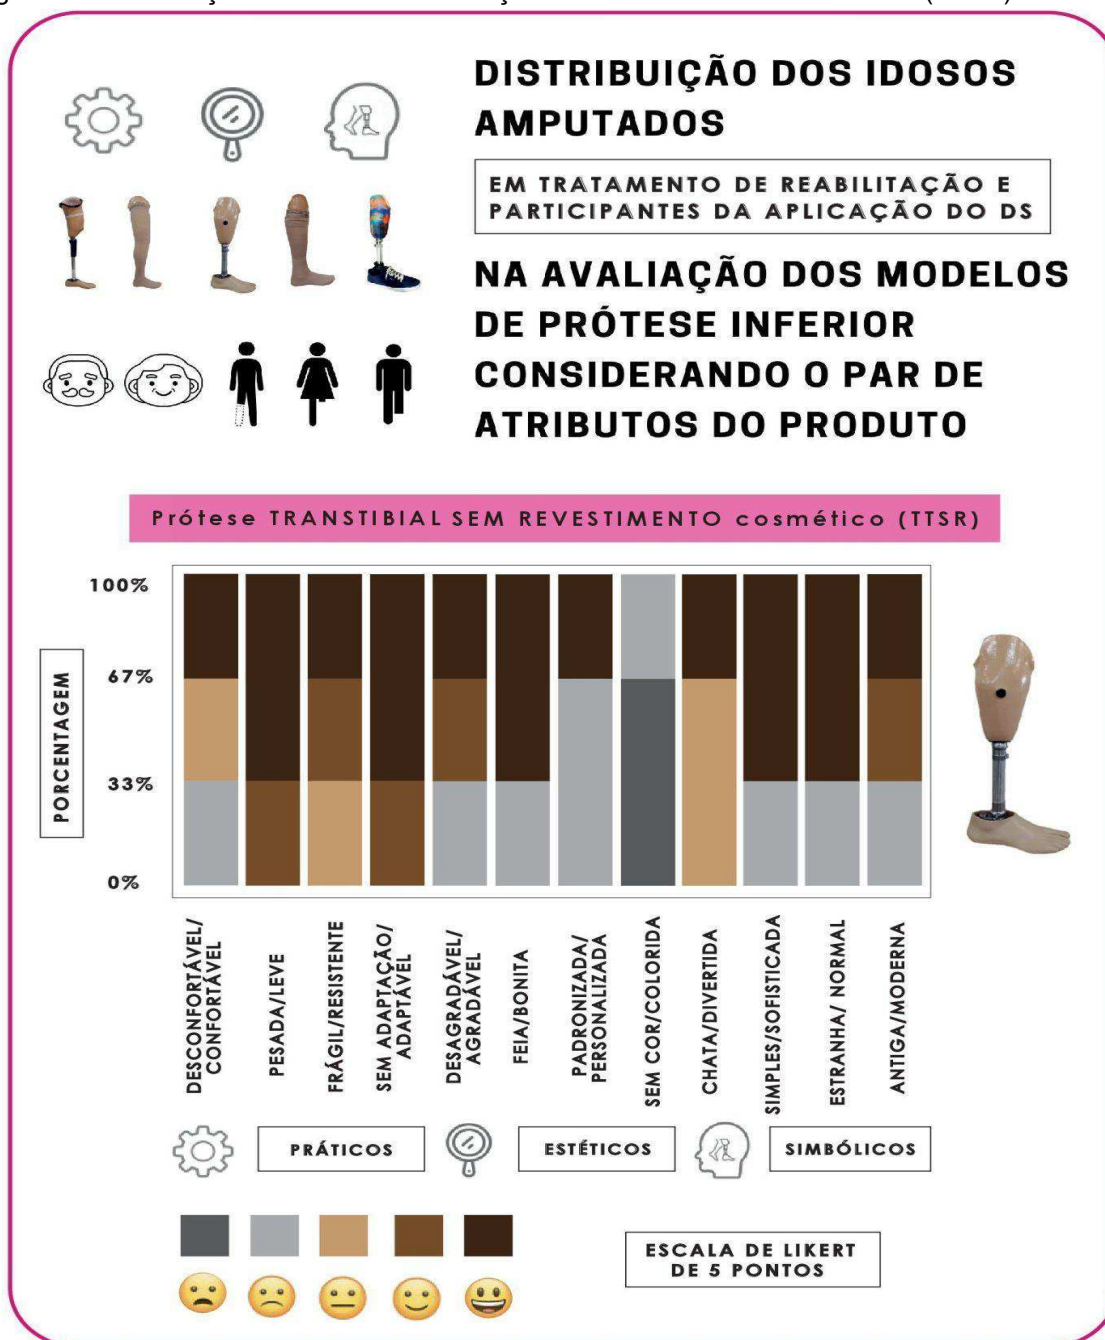 DISTRIBUIÇÃO DOS IDOSOS
AMPUTADOS
EM TRATAMENTO DE REABILITAÇÃO E
PARTICIPANTES DA APLICAÇÃO DO DS
NA AVALIAÇÃO DOS MODELOS
DE PRÓTESE INFERIOR
CONSIDERANDO O PAR DE
ATRIBUTOS DO PRODUTO
Prótese TRANSTIBIAL SEM REVESTIMENTO cosmético (TTSR)
PORCENTAGEM
100%
67%
33%
0%
DESCONFORTÁVEL/
CONFORTÁVEL
PESADA/LEVE
FRÁGIL/RESISTENTE
SEM ADAPTAÇÃO/
ADAPTÁVEL
DESAGRADÁVEL/
AGRADÁVEL
FEIA/BONITA
PADRONIZADA/
PERSONALIZADA
SEM COR/COLORIDA
CHATA/DIVERTIDA
SIMPLES/SOFISTICADA
ESTRANHA/ NORMAL
ANTIGA/MODERNA
PRÁTICOS
ESTÉTICOS
SIMBÓLICOS
ESCALA DE LIKERT
DE 5 PONTOS